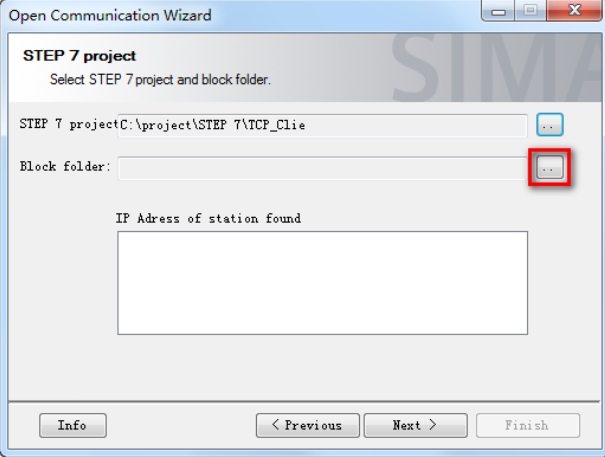 Open Communication Wizard
STEP 7 project
Select STEP 7 project and block folder.
SIMA
STEP 7 project C:\project\STEP 7\TCP_Clie ..
Block folder: ..
IP Adress of station found
Info < Previous Next > Finish